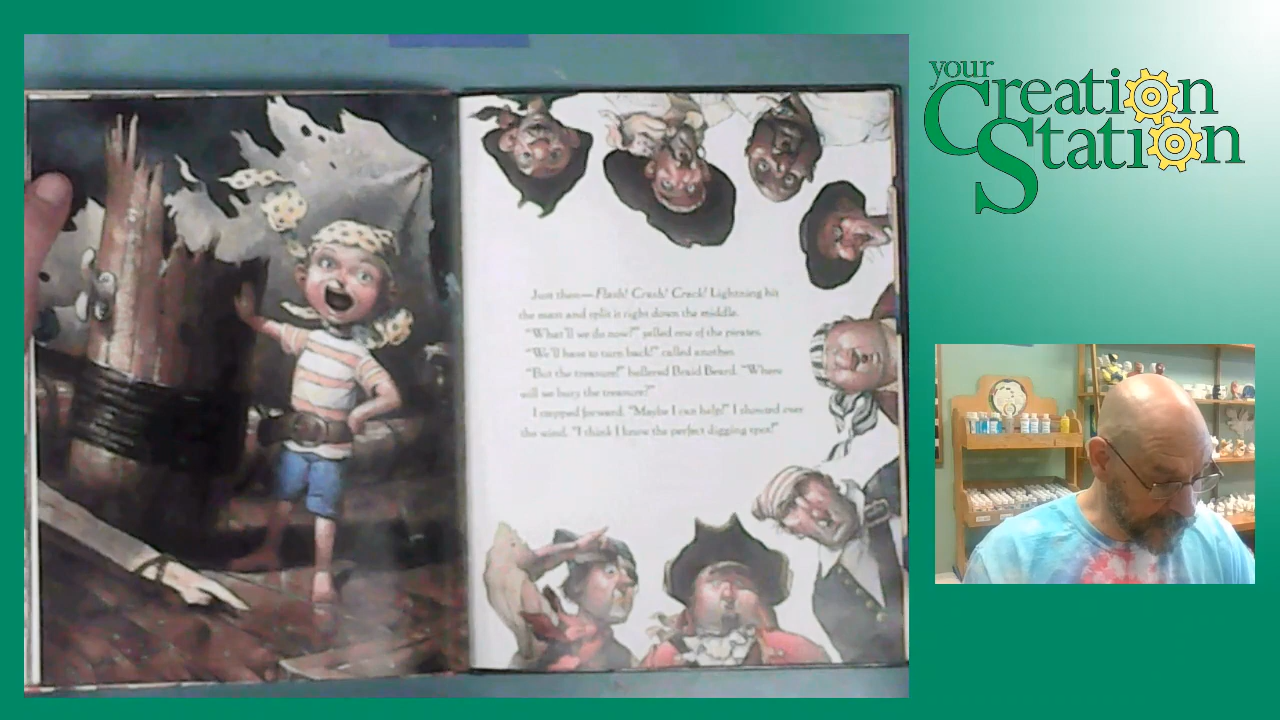 your
Creation
Station
Just then—Flash! Crash! Crack! Lightning hit
the mast and split it right down the middle.
"What'll we do now?" yelled one of the pirates.
"We'll have to turn back!" called another.
"But the treasure!" bellowed Braid Beard. "Where
will we bury the treasure?"
I stepped forward. "Maybe I can help!" I shouted over
the wind. "I think I know the perfect digging spot!"